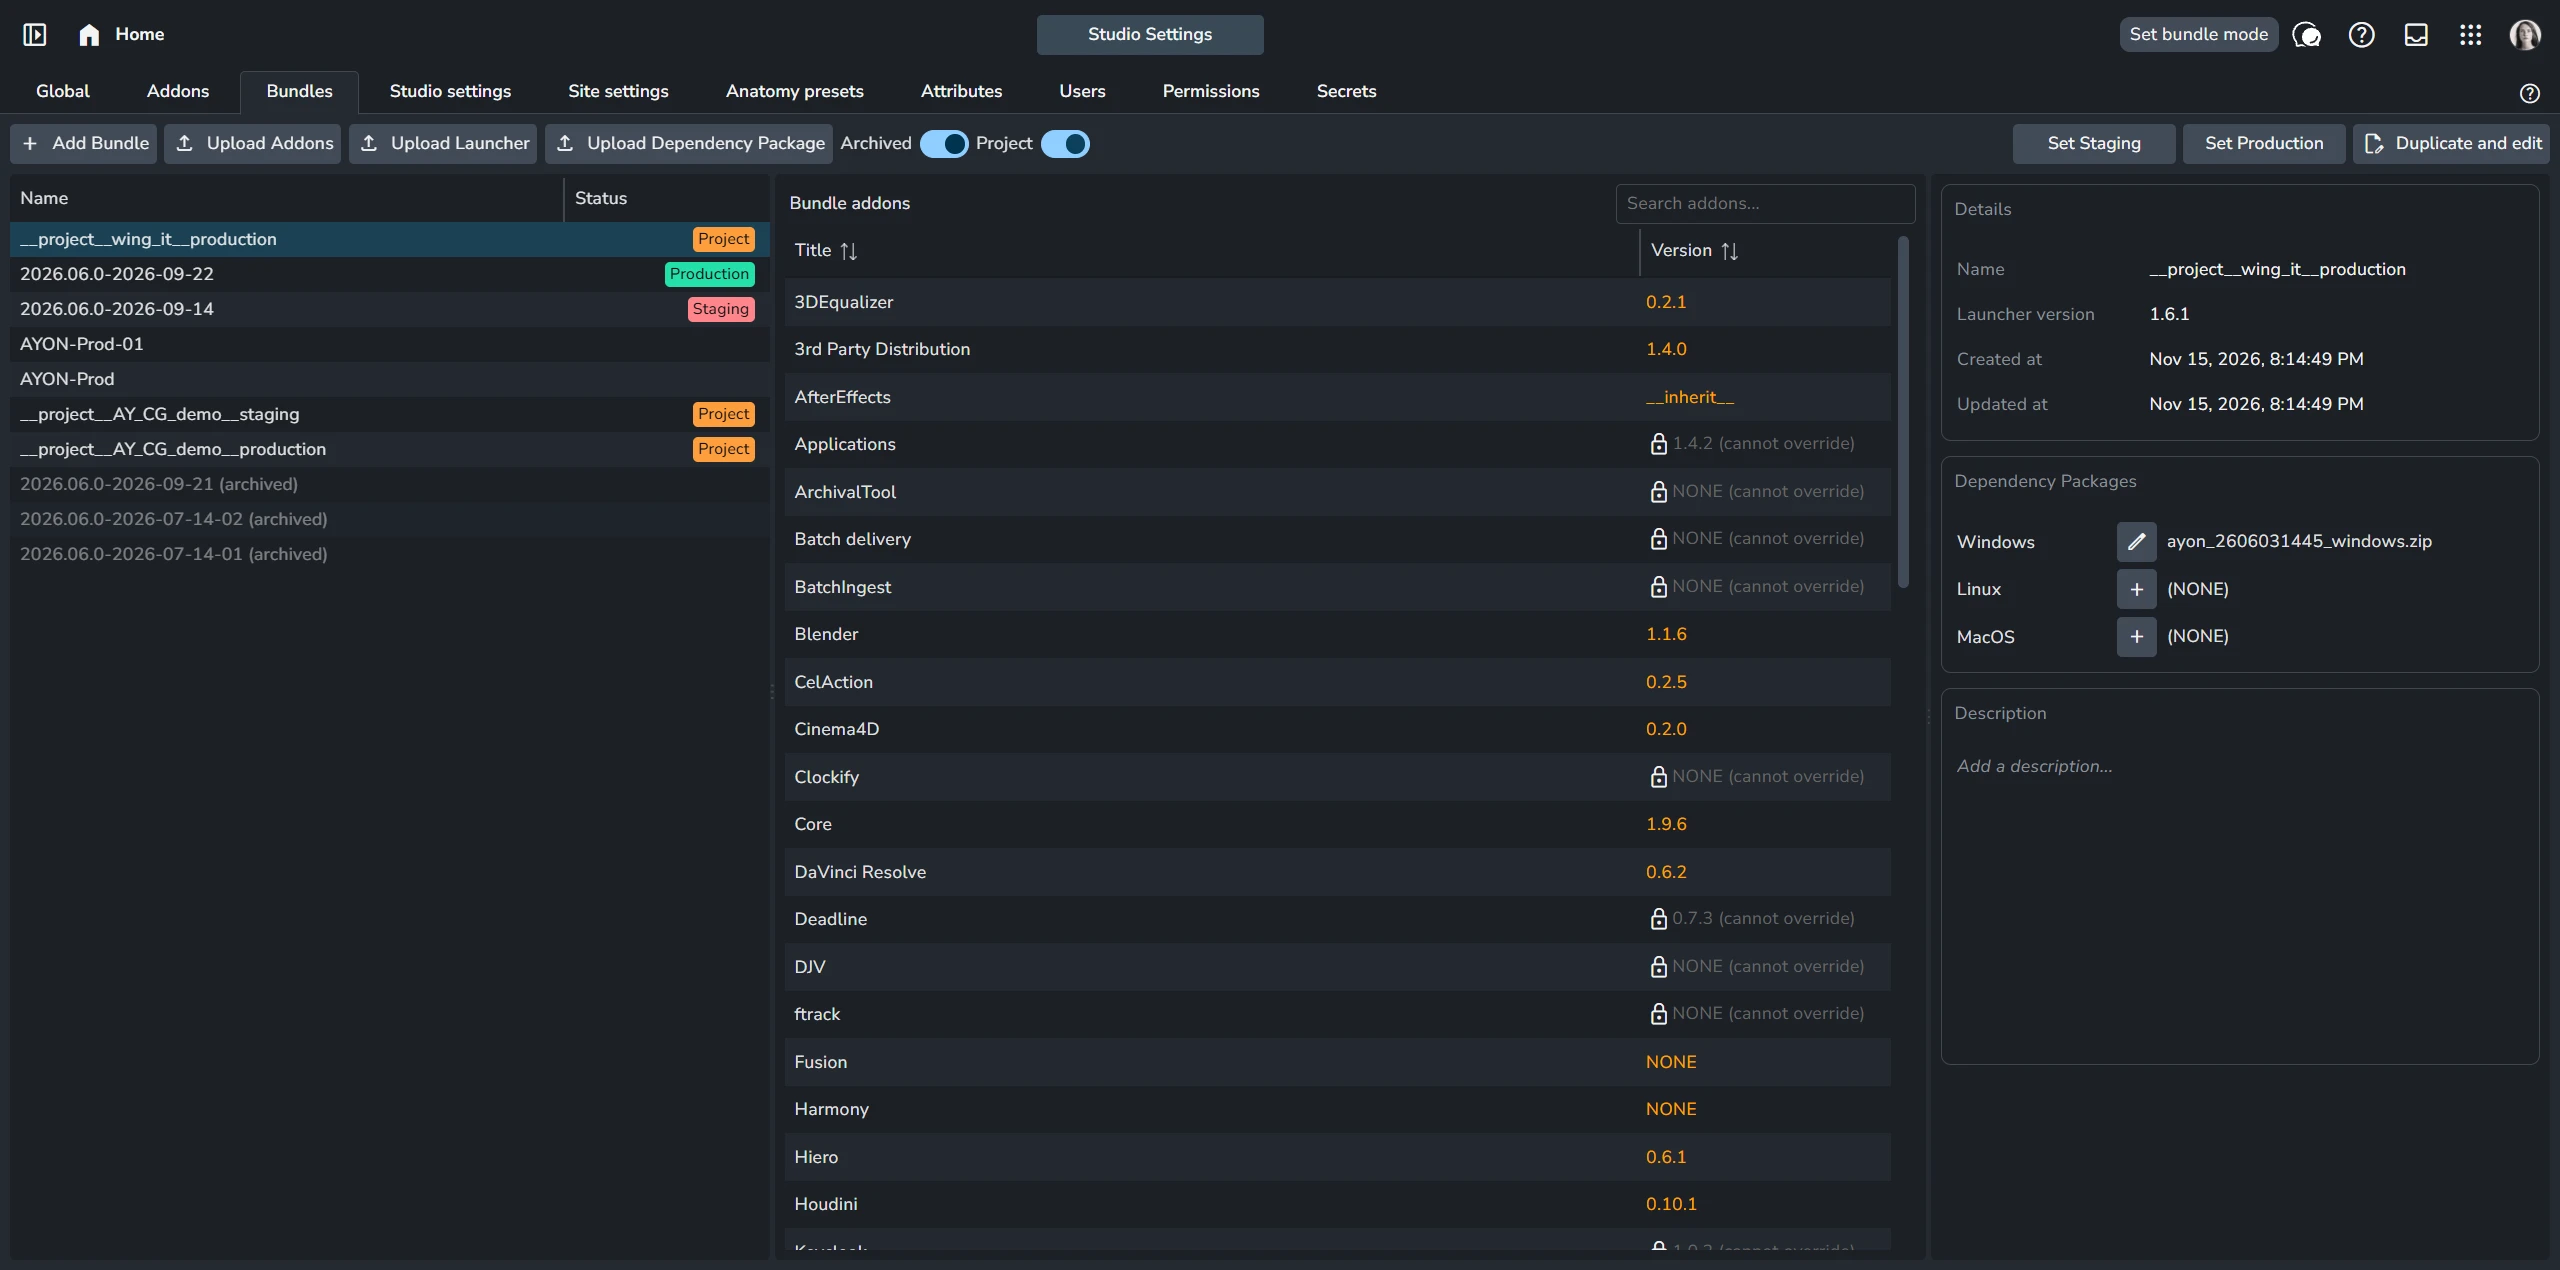 Home
Studio Settings
Set bundle mode
Global
Addons
Bundles
Studio settings
Site settings
Anatomy presets
Attributes
Users
Permissions
Secrets
Add Bundle
Upload Addons
Upload Launcher
Upload Dependency Package
Archived
Project
Set Staging
Set Production
Duplicate and edit
Name Status
__project__wing_it__production Project
2026.06.0-2026-09-22 Production
2026.06.0-2026-09-14 Staging
AYON-Prod-01
AYON-Prod
__project__AY_CG_demo__staging Project
__project__AY_CG_demo__production Project
2026.06.0-2026-09-21 (archived)
2026.06.0-2026-07-14-02 (archived)
2026.06.0-2026-07-14-01 (archived)
Bundle addons
Search addons...
Title Version
3DEqualizer 0.2.1
3rd Party Distribution 1.4.0
AfterEffects __inherit__
Applications 1.4.2 (cannot override)
ArchivalTool NONE (cannot override)
Batch delivery NONE (cannot override)
BatchIngest NONE (cannot override)
Blender 1.1.6
CelAction 0.2.5
Cinema4D 0.2.0
Clockify NONE (cannot override)
Core 1.9.6
DaVinci Resolve 0.6.2
Deadline 0.7.3 (cannot override)
DJV NONE (cannot override)
ftrack NONE (cannot override)
Fusion NONE
Harmony NONE
Hiero 0.6.1
Houdini 0.10.1
Details
Name __project__wing_it__production
Launcher version 1.6.1
Created at Nov 15, 2026, 8:14:49 PM
Updated at Nov 15, 2026, 8:14:49 PM
Dependency Packages
Windows ayon_2606031445_windows.zip
Linux (NONE)
MacOS (NONE)
Description
Add a description...